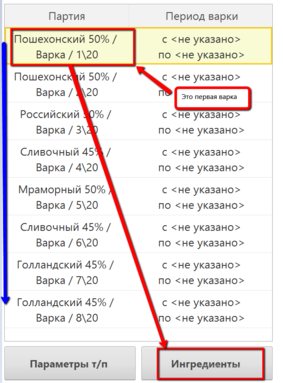 Партия Период варки
Пошехонский 50% / с <не указано>
Варка / 1\20 по <не указано>
Пошехонский 50% / с <не указано>
Варка / 2\20 по <не указано>
Это первая варка
Российский 50% / с <не указано>
Варка / 3\20 по <не указано>
Сливочный 45% / с <не указано>
Варка / 4\20 по <не указано>
Мраморный 50% / с <не указано>
Варка / 5\20 по <не указано>
Сливочный 45% / с <не указано>
Варка / 6\20 по <не указано>
Голландский 45% / с <не указано>
Варка / 7\20 по <не указано>
Голландский 45% / с <не указано>
Варка / 8\20 по <не указано>
Параметры т/п Ингредиенты